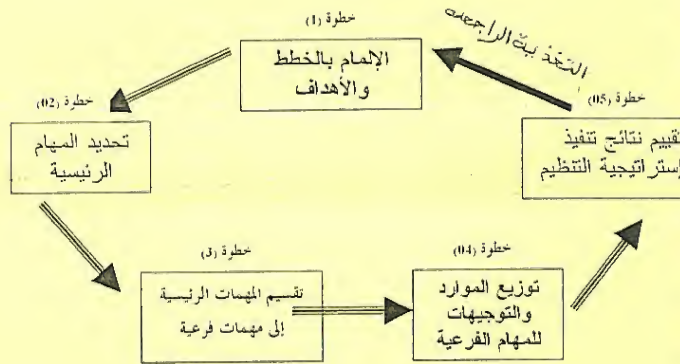 خطوة (1)
الإلمام بالخطط
والأهداف
خطوة (02)
تحديد المهام
الرئيسية
خطوة (3)
تقسيم المهمات الرئيسية
إلى مهمات فرعية
خطوة (04)
توزيع الموارد
والتوجيهات
للمهام الفرعية
خطوة (05)
تقييم نتائج تنفيذ
إستراتيجية التنظيم
التغذية الراجعه